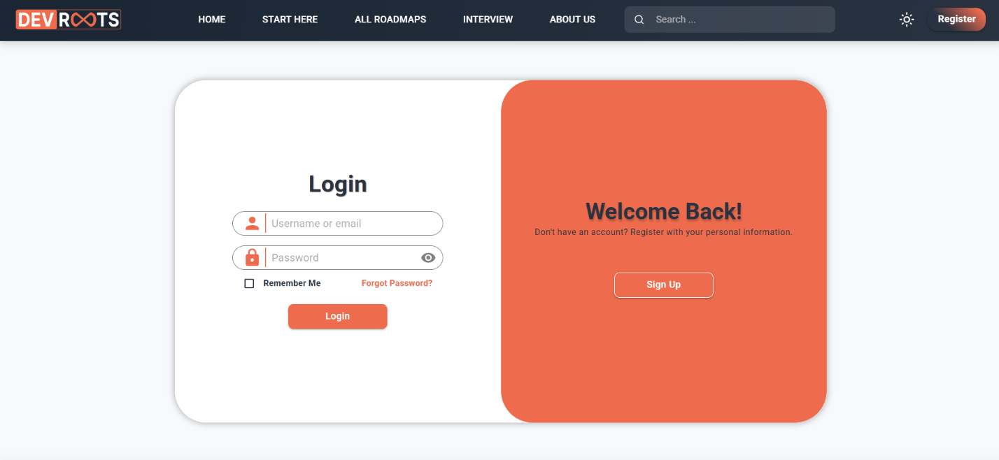 DEVROOTS
HOME
START HERE
ALL ROADMAPS
INTERVIEW
ABOUT US
Search ...
Register
Login
Username or email
Password
Remember Me
Forgot Password?
Login
Welcome Back!
Don't have an account? Register with your personal information.
Sign Up